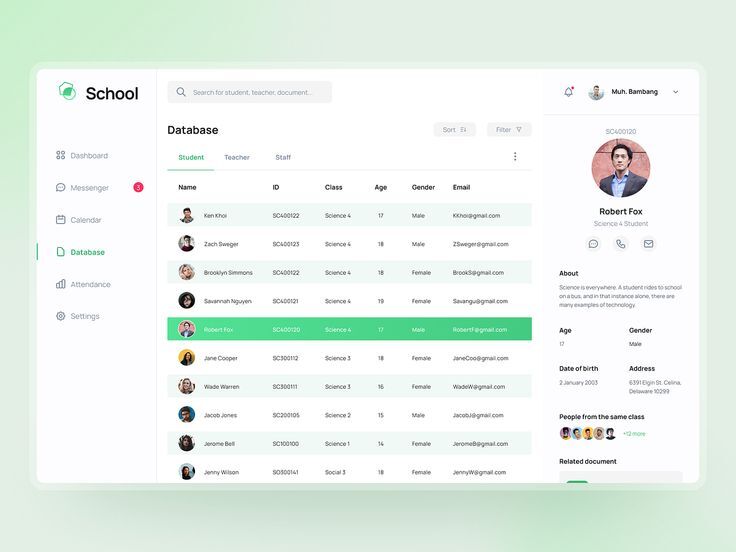 School
Dashboard
Messenger 3
Calendar
Database
Attendance
Settings
Search for student, teacher, document...
Database
Sort
Filter
Student Teacher Staff
Name ID Class Age Gender Email
Ken Khoi SC400122 Science 4 17 Male KKhoi@gmail.com
Zach Sweger SC400123 Science 4 18 Male ZSweger@gmail.com
Brooklyn Simmons SC400122 Science 4 18 Female BrookS@gmail.com
Savannah Nguyen SC400121 Science 4 19 Female Savangu@gmail.com
Robert Fox SC400120 Science 4 17 Male RobertF@gmail.com
Jane Cooper SC300112 Science 3 18 Female JaneCoo@gmail.com
Wade Warren SC300111 Science 3 16 Female WadeW@gmail.com
Jacob Jones SC200105 Science 2 15 Male JacobJ@gmail.com
Jerome Bell SC100100 Science 1 14 Female JeromeB@gmail.com
Jenny Wilson SO300141 Social 3 18 Female JennyW@gmail.com
Muh. Bambang
SC400120
Robert Fox
Science 4 Student
About
Science is everywhere. A student rides to school
on a bus, and in that instance alone, there are
many examples of technology.
Age Gender
17 Male
Date of birth Address
2 January 2003 6391 Elgin St. Celina,
Delaware 10299
People from the same class
+12 more
Related document